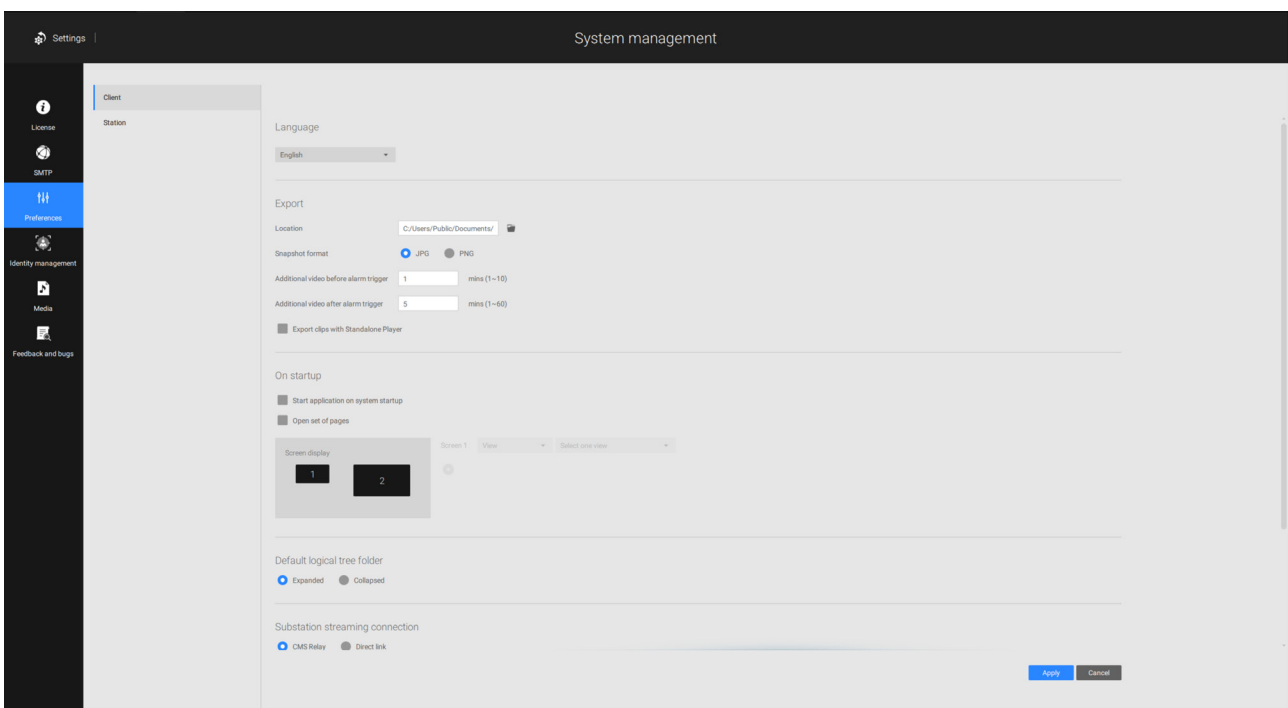 Settings
System management
License
SMTP
Preferences
Identity management
Media
Feedback and bugs
Client
Station
Language
English
Export
Location C:/Users/Public/Documents/
Snapshot format JPG PNG
Additional video before alarm trigger 1 mins (1~10)
Additional video after alarm trigger 5 mins (1~60)
Export clips with Standalone Player
On startup
Start application on system startup
Open set of pages
Screen display
1
2
Screen 1 View Select one view
Default logical tree folder
Expanded Collapsed
Substation streaming connection
CMS Relay Direct link
Apply Cancel